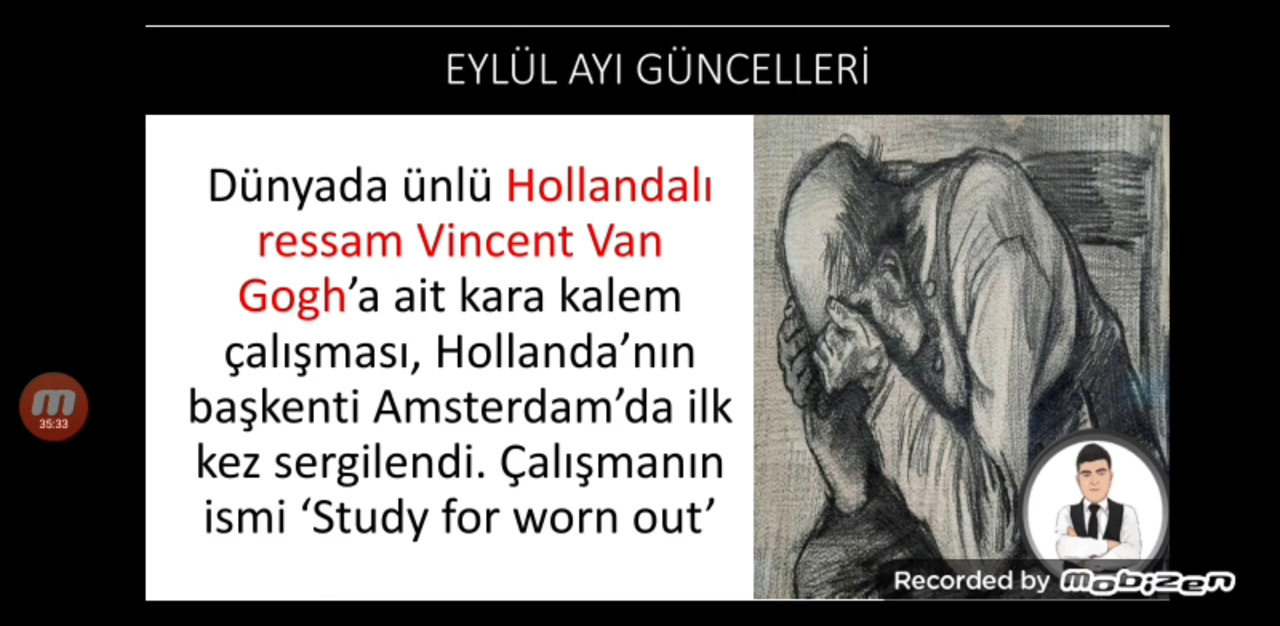 EYLÜL AYI GÜNCELLERİ
Dünyada ünlü Hollandalı
ressam Vincent Van
Gogh’a ait kara kalem
çalışması, Hollanda’nın
başkenti Amsterdam’da ilk
kez sergilendi. Çalışmanın
ismi ‘Study for worn out’
m
35:33
Recorded by mobizen